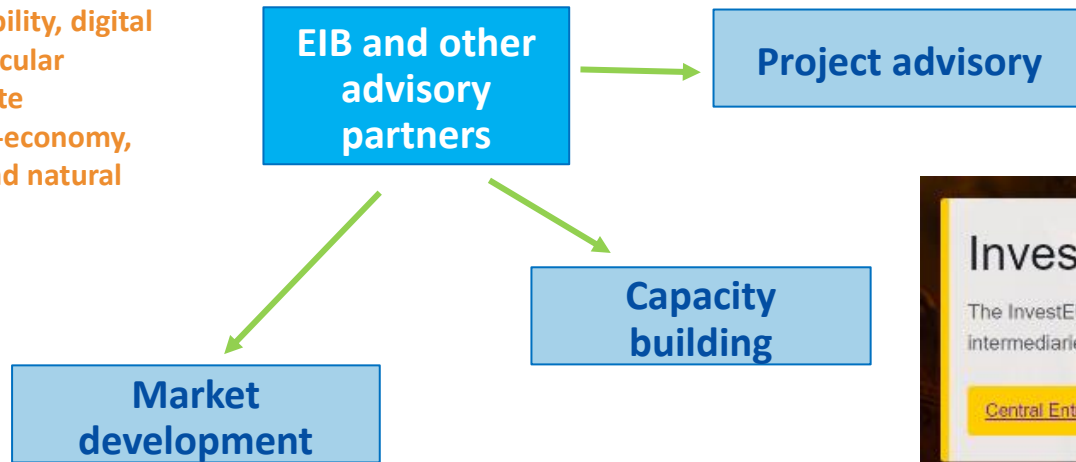 bility, digital
cular
te
-economy,
nd natural
EIB and other
advisory
partners
Project advisory
Capacity
building
Market
development
Inves
The InvestE
intermediarie
Central Ent